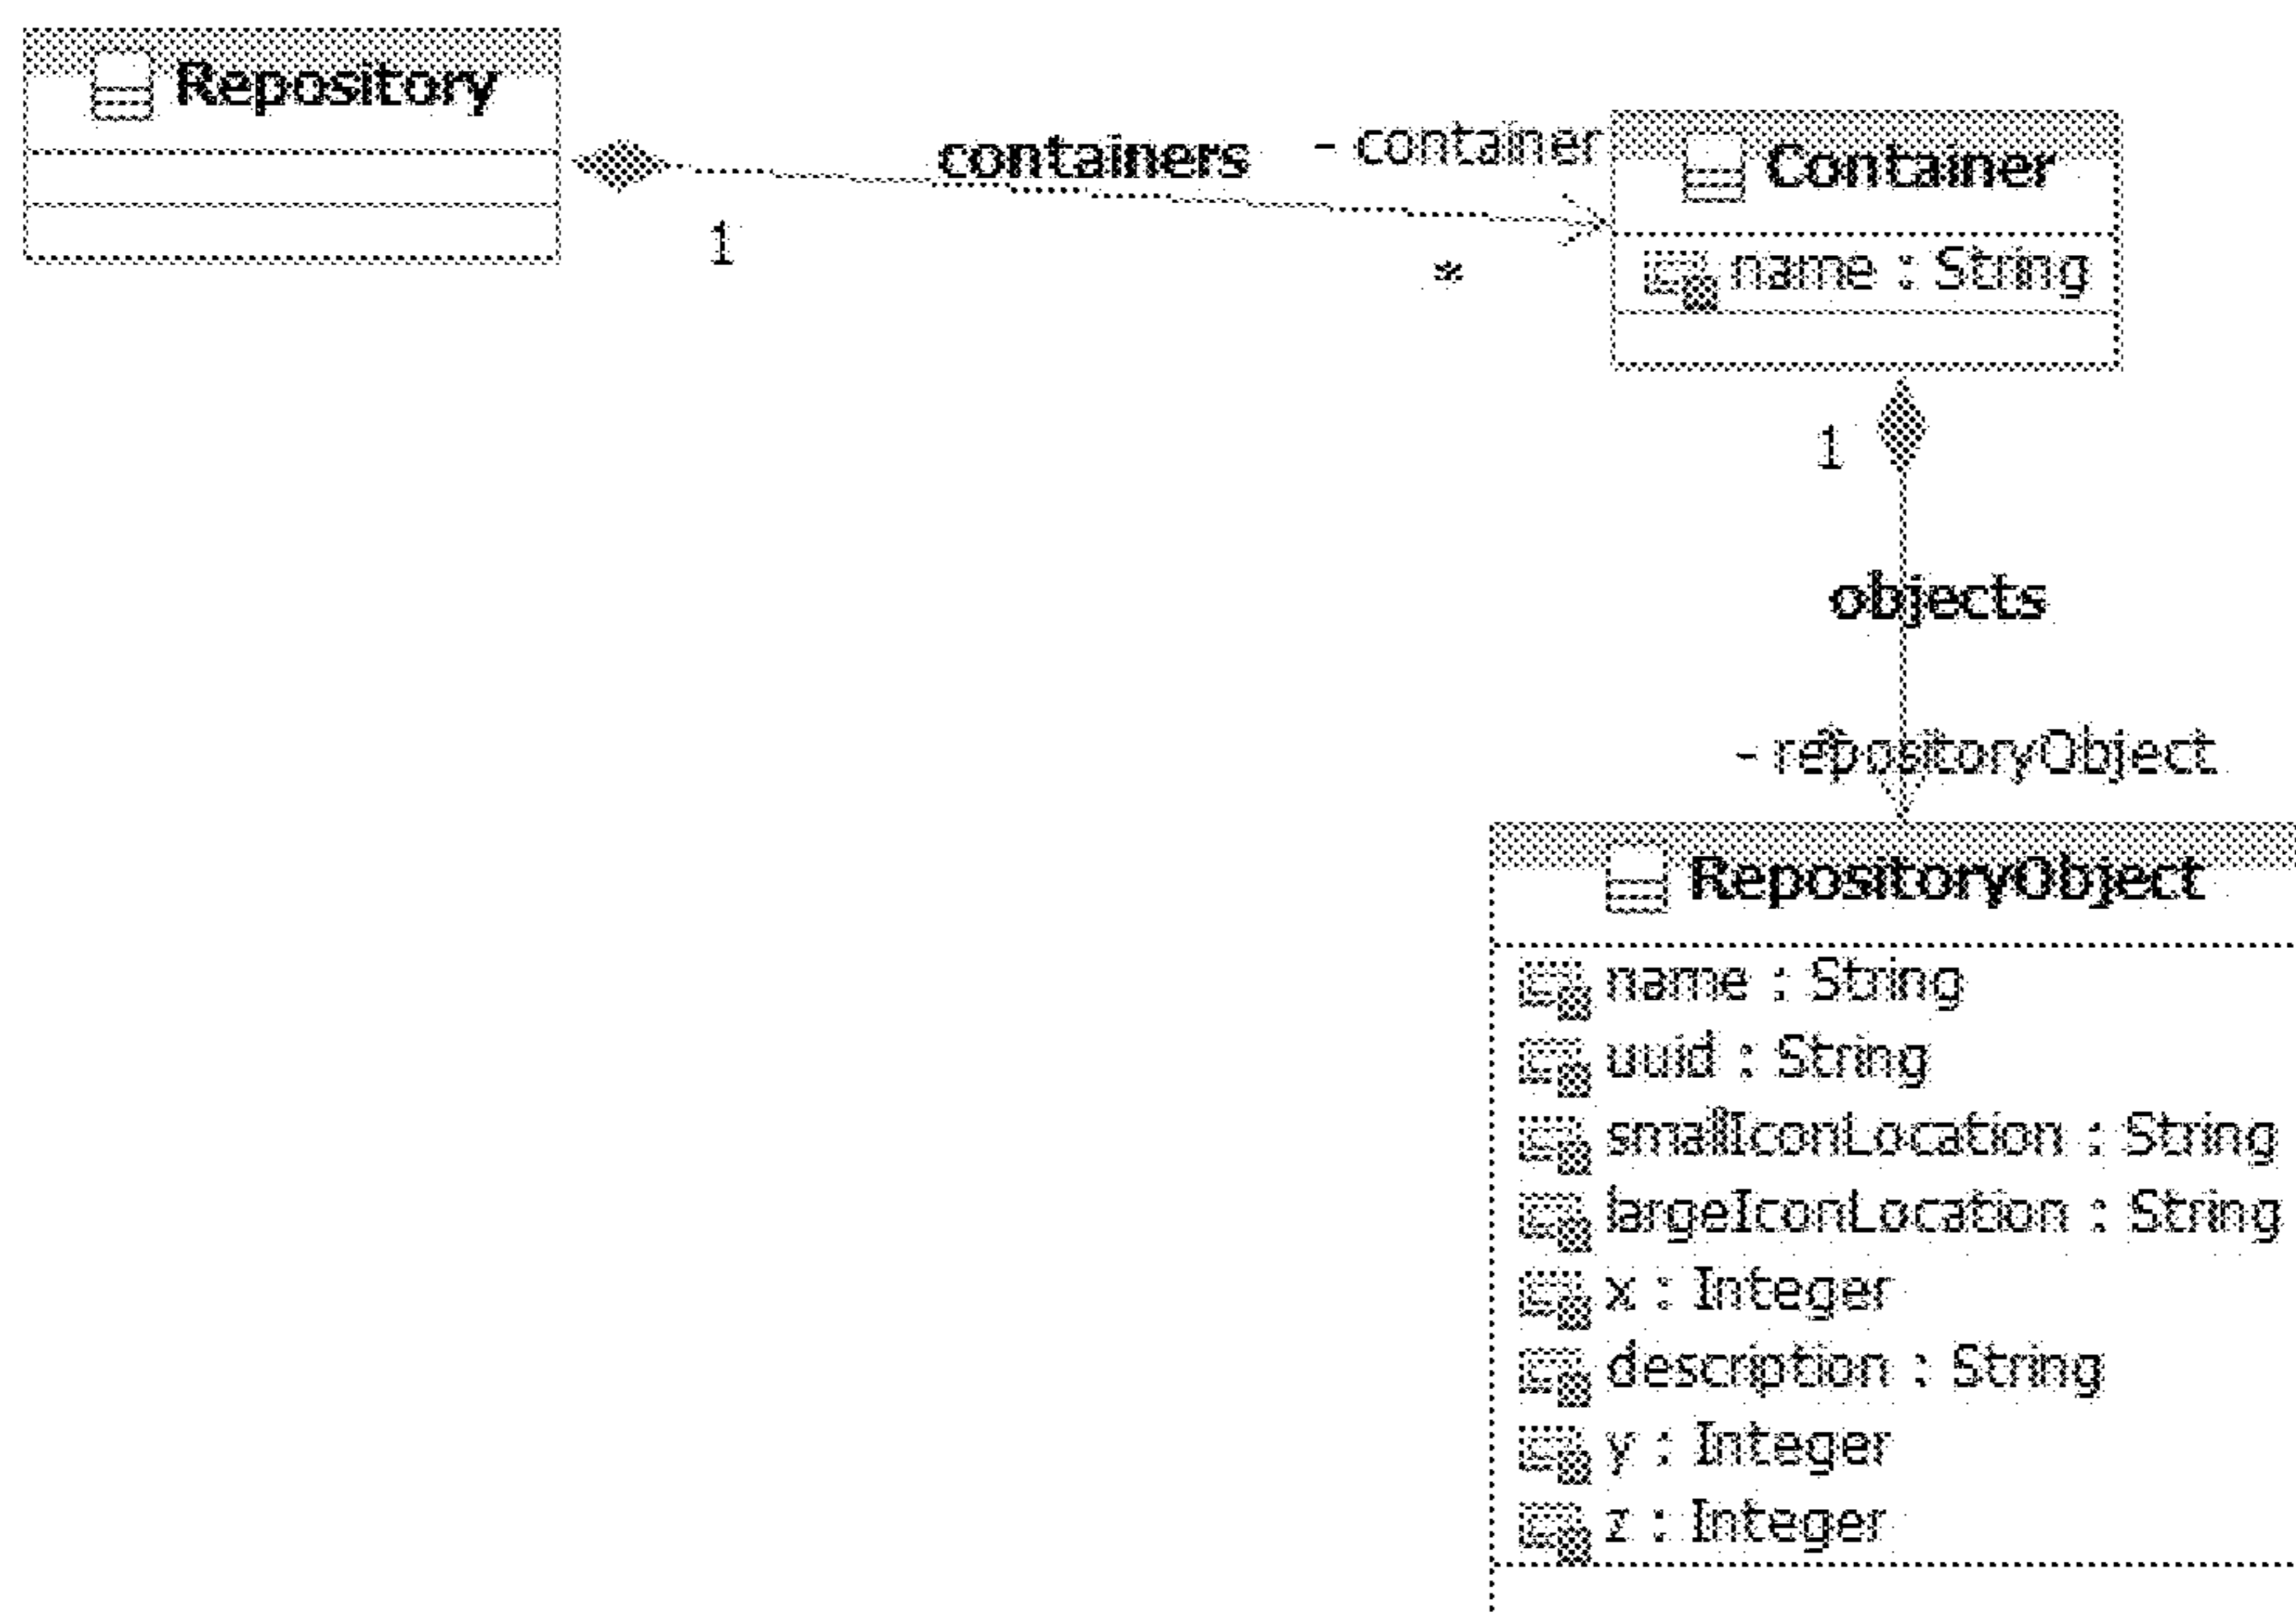 Repository
containers
- container
1
*
Container
name : String
1
objects
*
- repositoryObject
RepositoryObject
name : String
uuid : String
smallIconLocation : String
largeIconLocation : String
x : Integer
description : String
y : Integer
z : Integer